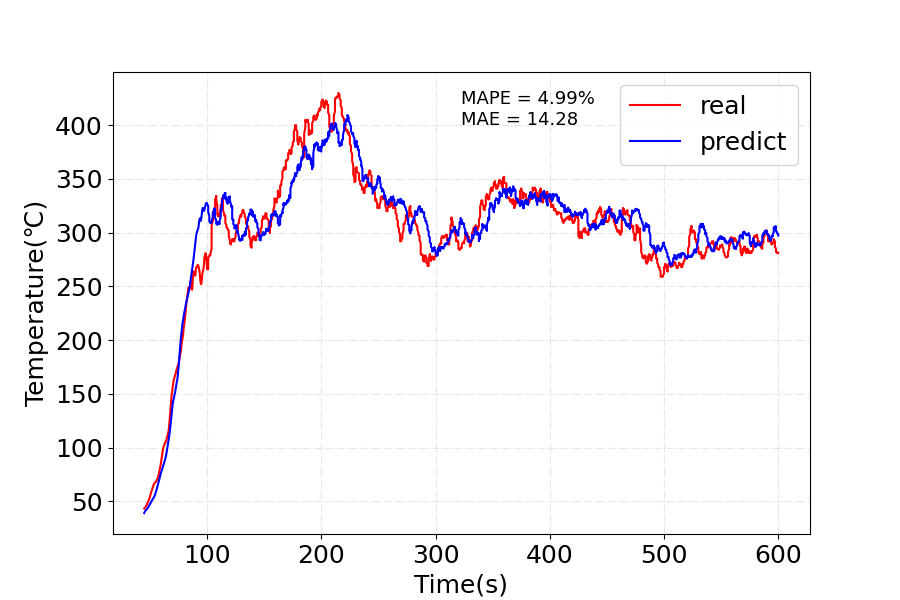 MAPE = 4.99%
MAE = 14.28
real
predict
400
350
300
250
200
150
100
50
Temperature(℃)
100 200 300 400 500 600
Time(s)